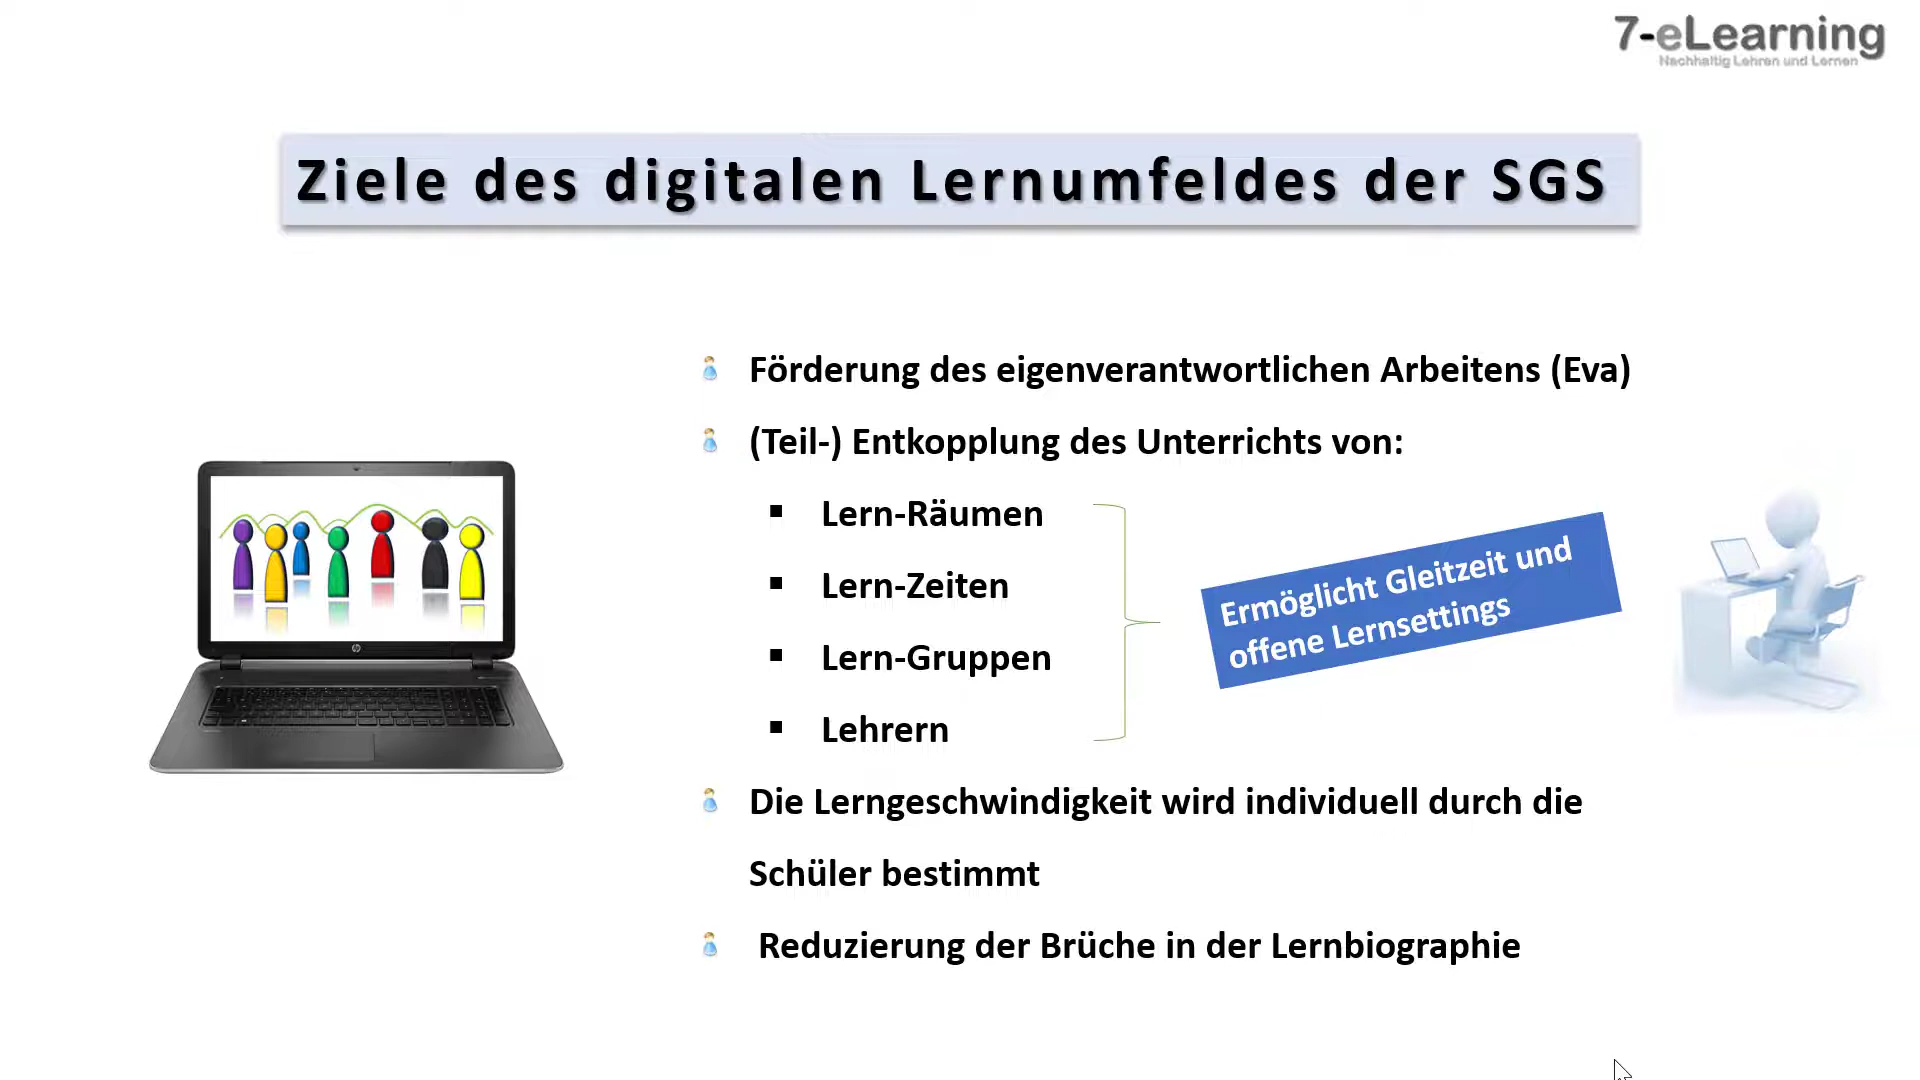 7-eLearning
Nachhaltig Lehren und Lernen
Ziele des digitalen Lernumfeldes der SGS
Förderung des eigenverantwortlichen Arbeitens (Eva)
(Teil-) Entkopplung des Unterrichts von:
Lern-Räumen
Lern-Zeiten
Lern-Gruppen
Lehrern
Ermöglicht Gleitzeit und
offene Lernsettings
Die Lerngeschwindigkeit wird individuell durch die
Schüler bestimmt
Reduzierung der Brüche in der Lernbiographie
hp